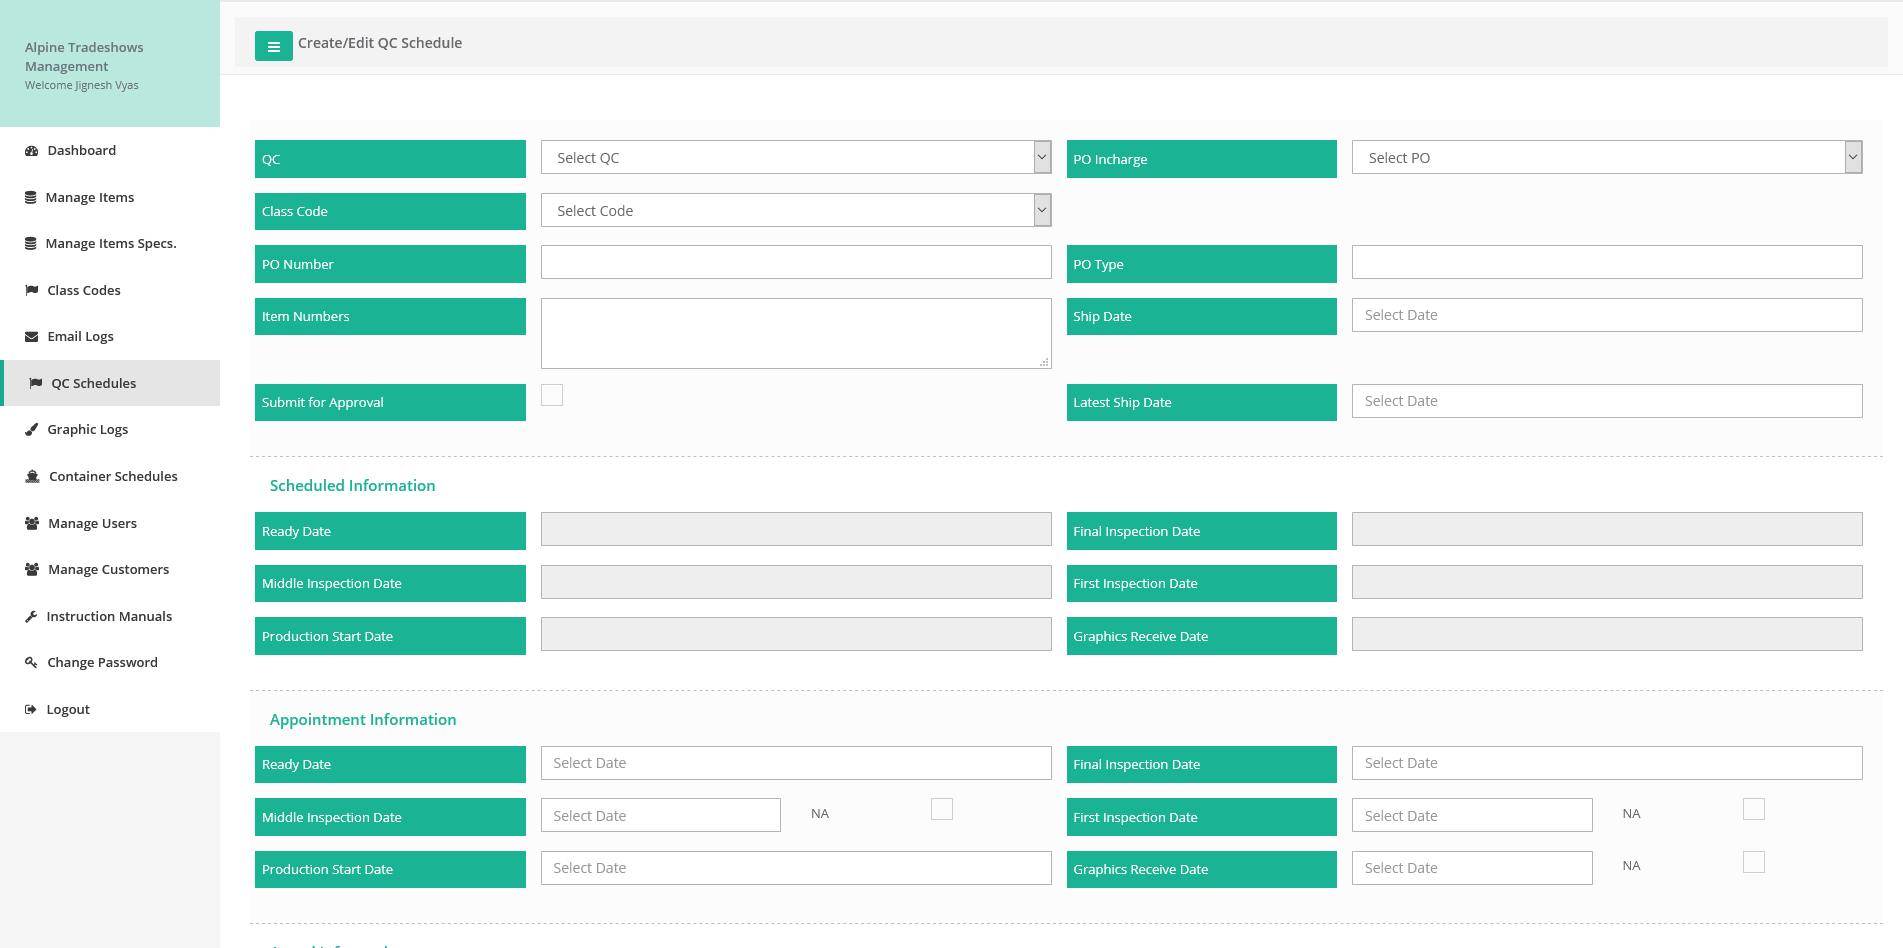 Alpine Tradeshows
Management
Welcome Jignesh Vyas
Dashboard
Manage Items
Manage Items Specs.
Class Codes
Email Logs
QC Schedules
Graphic Logs
Container Schedules
Manage Users
Manage Customers
Instruction Manuals
Change Password
Logout
Create/Edit QC Schedule
QC Select QC PO Incharge Select PO
Class Code Select Code
PO Number PO Type
Item Numbers Ship Date Select Date
Submit for Approval Latest Ship Date Select Date
Scheduled Information
Ready Date Final Inspection Date
Middle Inspection Date First Inspection Date
Production Start Date Graphics Receive Date
Appointment Information
Ready Date Select Date Final Inspection Date Select Date
Middle Inspection Date Select Date NA First Inspection Date Select Date NA
Production Start Date Select Date Graphics Receive Date Select Date NA